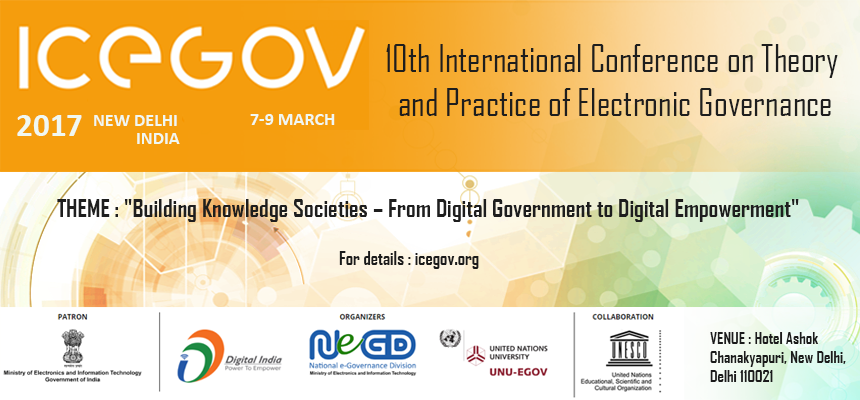 ICEGOV
2017 NEW DELHI
INDIA
7-9 MARCH
10th International Conference on Theory
and Practice of Electronic Governance
THEME : "Building Knowledge Societies – From Digital Government to Digital Empowerment"
For details : icegov.org
PATRON
Ministry of Electronics and Information Technology
Government of India
ORGANIZERS
Digital India
Power To Empower
NeGD
National e-Governance Division
Ministry of Electronics and Information Technology
UNITED NATIONS
UNIVERSITY
UNU-EGOV
COLLABORATION
UNESCO
United Nations
Educational, Scientific and
Cultural Organization
VENUE : Hotel Ashok
Chanakyapuri, New Delhi,
Delhi 110021